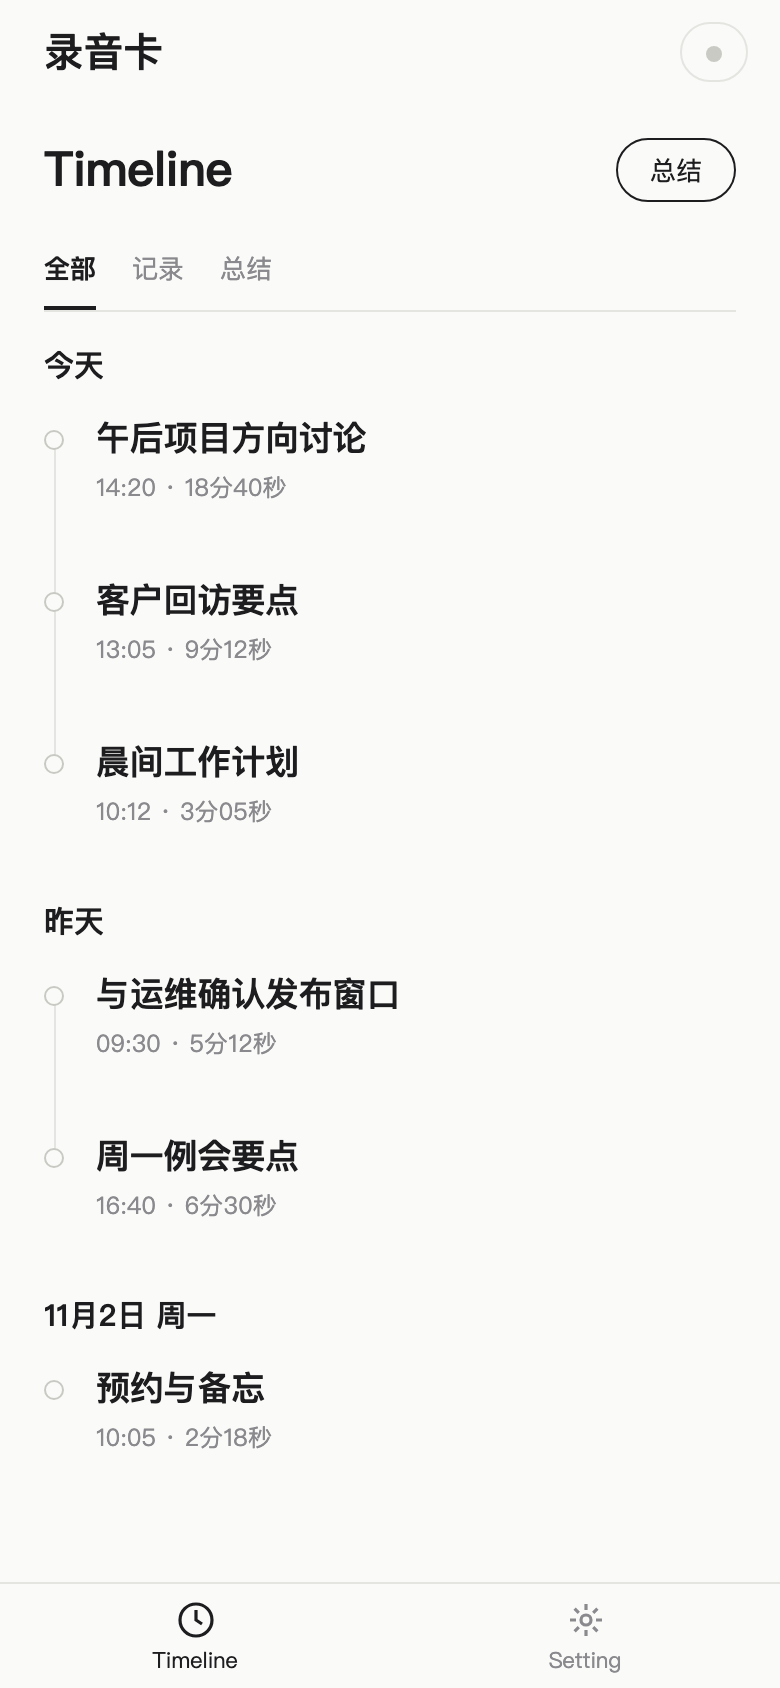 录音卡
Timeline
总结
全部 记录 总结
今天
午后项目方向讨论
14:20 · 18分40秒
客户回访要点
13:05 · 9分12秒
晨间工作计划
10:12 · 3分05秒
昨天
与运维确认发布窗口
09:30 · 5分12秒
周一例会要点
16:40 · 6分30秒
11月2日 周一
预约与备忘
10:05 · 2分18秒
Timeline
Setting